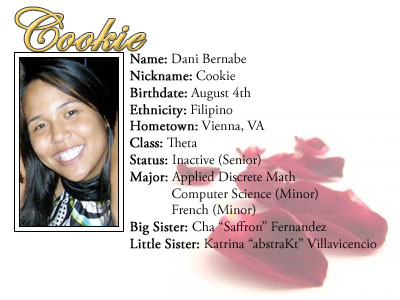 Cookie
Name: Dani Bernabe
Nickname: Cookie
Birthdate: August 4th
Ethnicity: Filipino
Hometown: Vienna, VA
Class: Theta
Status: Inactive (Senior)
Major: Applied Discrete Math
Computer Science (Minor)
French (Minor)
Big Sister: Cha “Saffron” Fernandez
Little Sister: Katrina “abstraKt” Villavicencio